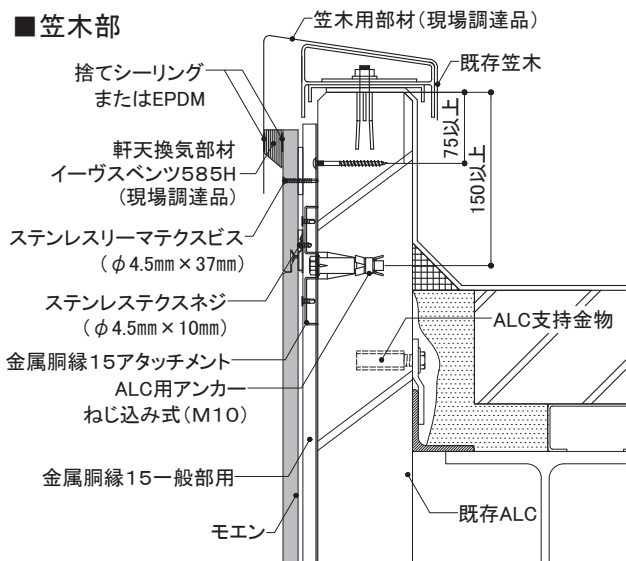 ■笠木部
笠木用部材(現場調達品)
既存笠木
捨てシーリング
またはEPDM
軒天換気部材
イーヴスベンツ585H
(現場調達品)
75以上
150以上
ステンレスリーマテクスビス
(φ4.5mm×37mm)
ステンレステクスネジ
(φ4.5mm×10mm)
ALC支持金物
金属胴縁15アタッチメント
ALC用アンカー
ねじ込み式(M10)
金属胴縁15一般部用
モエン
既存ALC